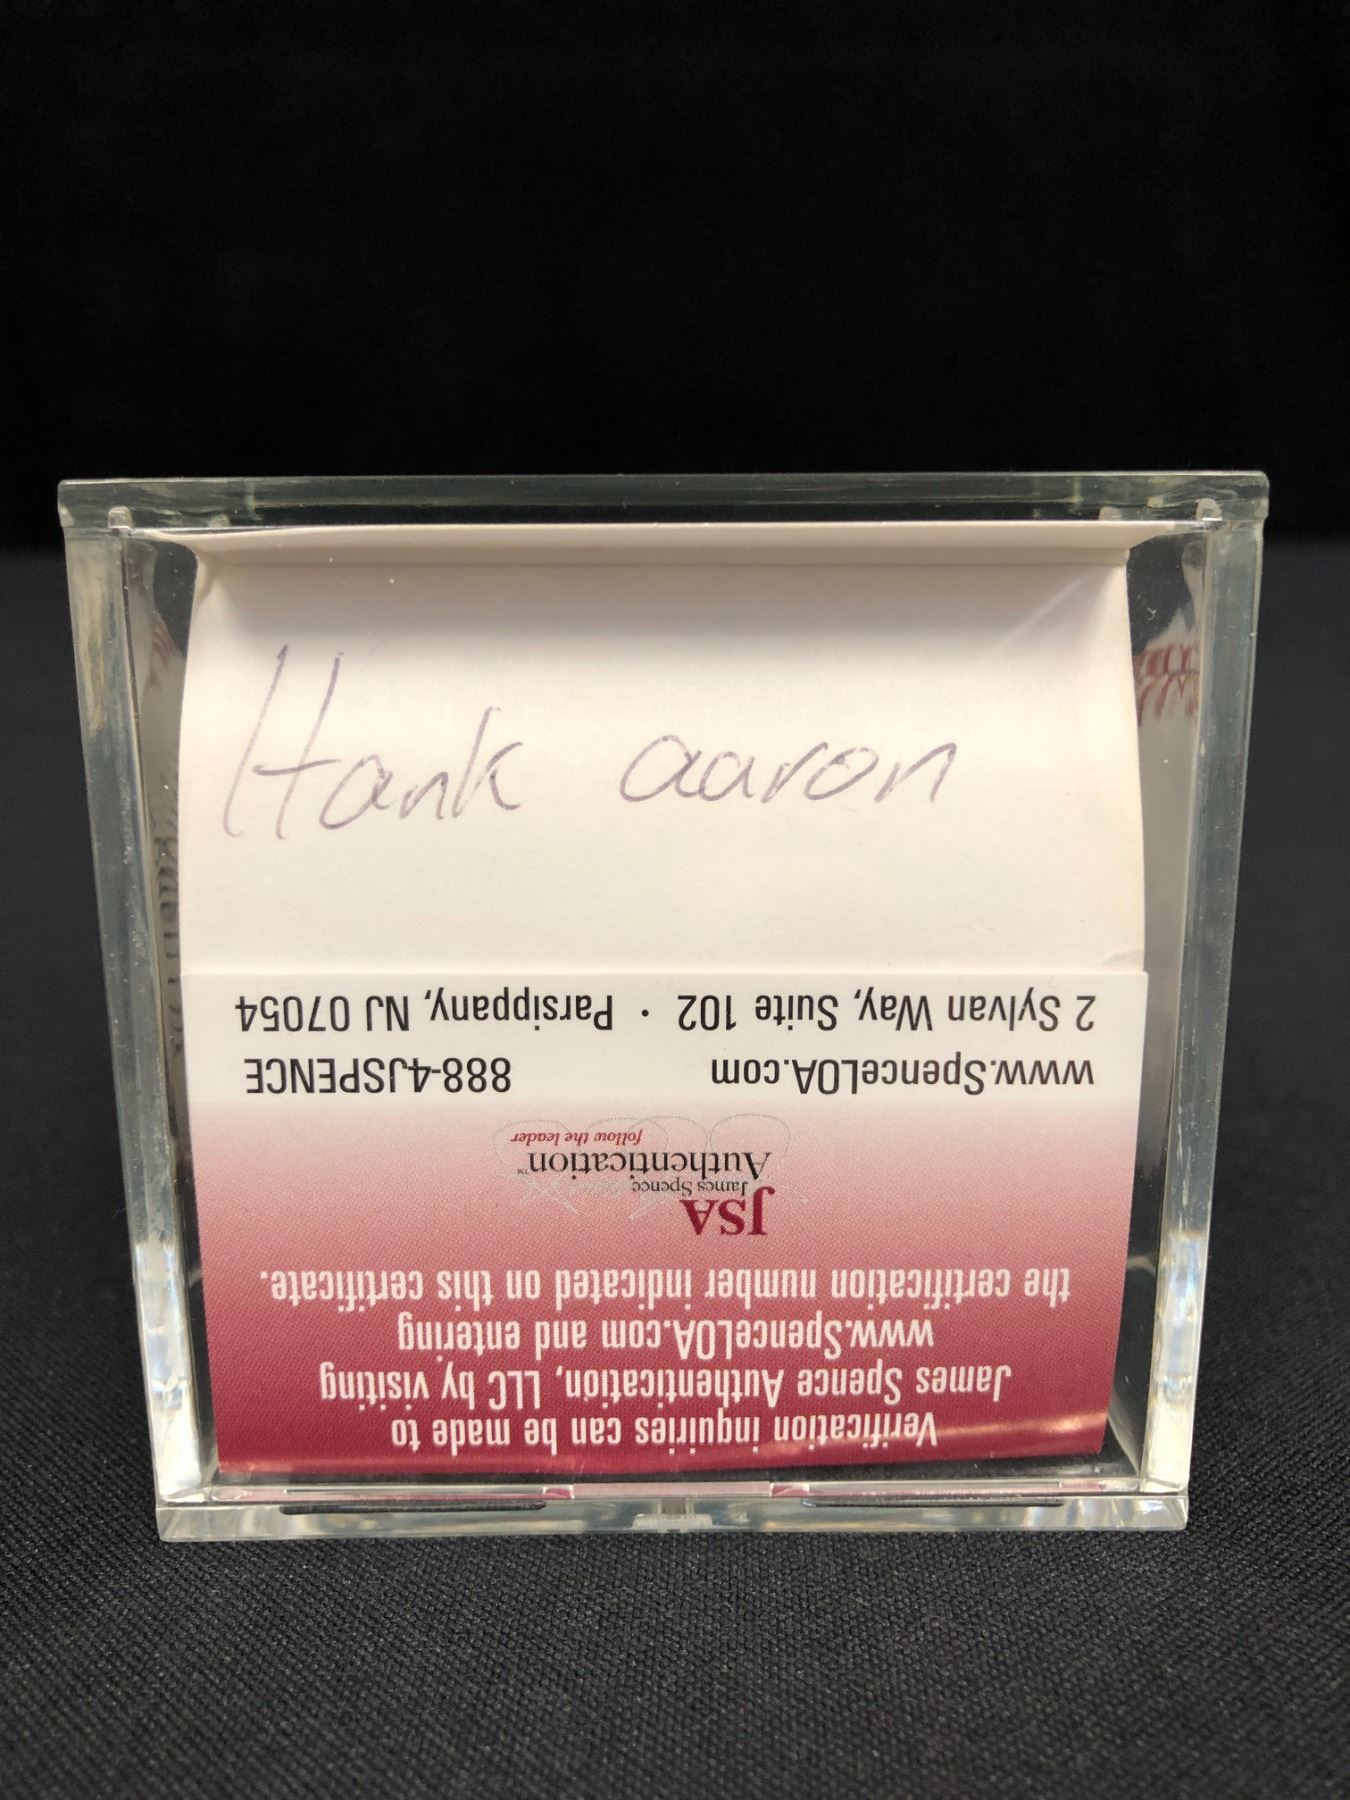 Hank aaron
Verification inquiries can be made to
James Spence Authentication, LLC by visiting
www.SpenceLOA.com and entering
the certification number indicated on this certificate.
JSA
James Spence
Authentication™
follow the leader
www.SpenceLOA.com 888-4JSPENCE
2 Sylvan Way, Suite 102 · Parsippany, NJ 07054